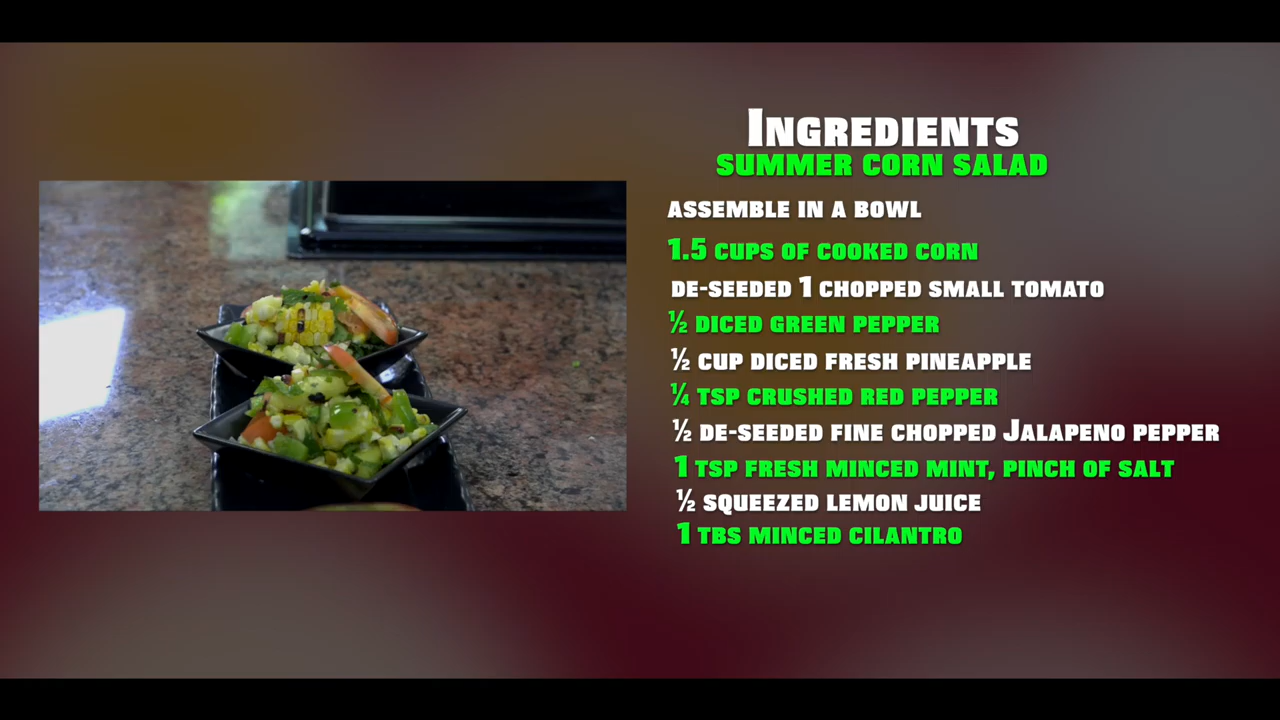 Ingredients
SUMMER CORN SALAD
ASSEMBLE IN A BOWL
1.5 CUPS OF COOKED CORN
DE-SEEDED 1 CHOPPED SMALL TOMATO
½ DICED GREEN PEPPER
½ CUP DICED FRESH PINEAPPLE
¼ TSP CRUSHED RED PEPPER
½ DE-SEEDED FINE CHOPPED JALAPENO PEPPER
1 TSP FRESH MINCED MINT, PINCH OF SALT
½ SQUEEZED LEMON JUICE
1 TBS MINCED CILANTRO